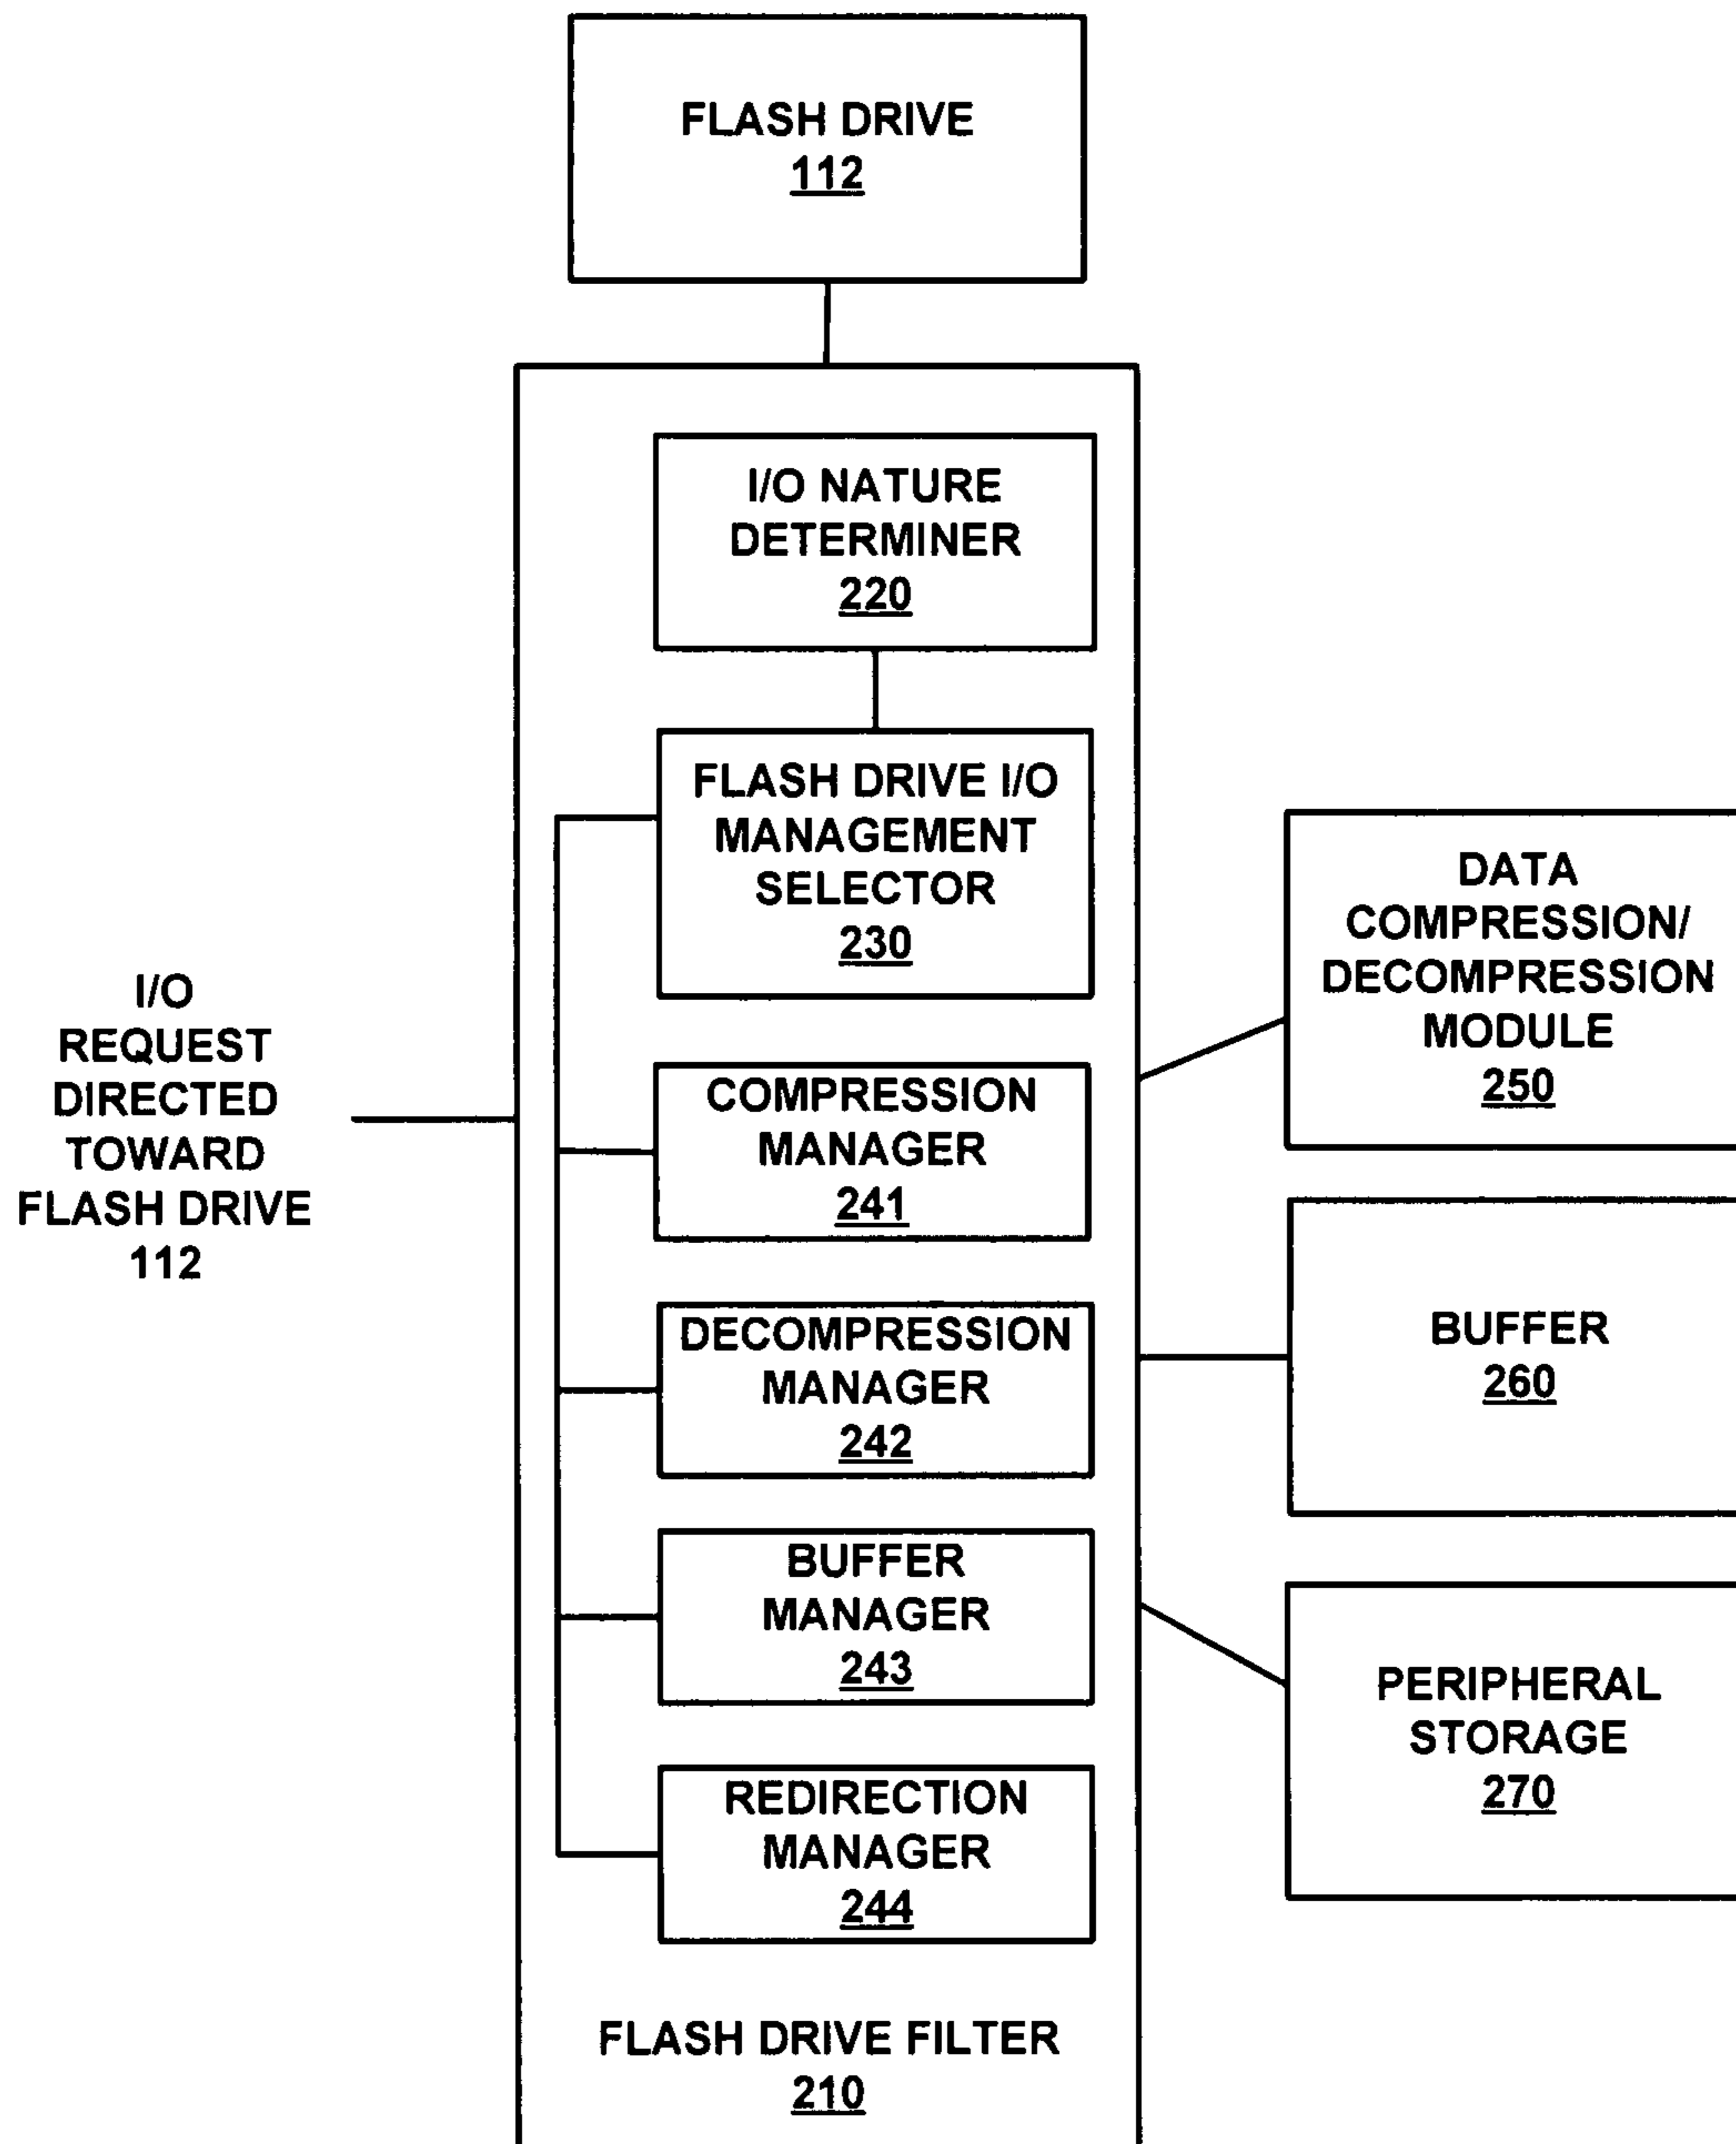 FLASH DRIVE
112
I/O NATURE
DETERMINER
220
FLASH DRIVE I/O
MANAGEMENT
SELECTOR
230
COMPRESSION
MANAGER
241
DECOMPRESSION
MANAGER
242
BUFFER
MANAGER
243
REDIRECTION
MANAGER
244
FLASH DRIVE FILTER
210
I/O
REQUEST
DIRECTED
TOWARD
FLASH DRIVE
112
DATA
COMPRESSION/
DECOMPRESSION
MODULE
250
BUFFER
260
PERIPHERAL
STORAGE
270